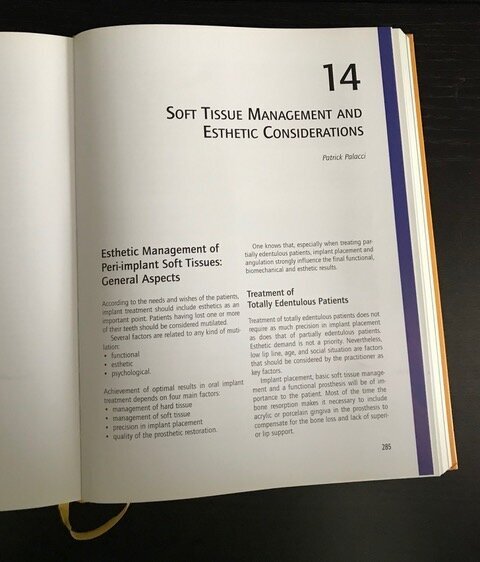 14
SOFT TISSUE MANAGEMENT AND
ESTHETIC CONSIDERATIONS
Patrick Palacci
Esthetic Management of
Peri-implant Soft Tissues:
General Aspects
According to the needs and wishes of the patients,
implant treatment should include esthetics as an
important point. Patients having lost one or more
of their teeth should be considered mutilated.
Several factors are related to any kind of muti-
lation:
• functional
• esthetic
• psychological.
Achievement of optimal results in oral implant
treatment depends on four main factors:
• management of hard tissue
• management of soft tissue
• precision in implant placement
• quality of the prosthetic restoration.
One knows that, especially when treating par-
tially edentulous patients, implant placement and
angulation strongly influence the final functional,
biomechanical and esthetic results.
Treatment of
Totally Edentulous Patients
Treatment of totally edentulous patients does not
require as much precision in implant placement
as does that of partially edentulous patients.
Esthetic demand is not a priority. Nevertheless,
low lip line, age, and social situation are factors
that should be considered by the practitioner as
key factors.
Implant placement, basic soft tissue manage-
ment and a functional prosthesis will be of im-
portance to the patient. Most of the time the
bone resorption makes it necessary to include
acrylic or porcelain gingiva in the prosthesis to
compensate for the bone loss and lack of superi-
or lip support.
285